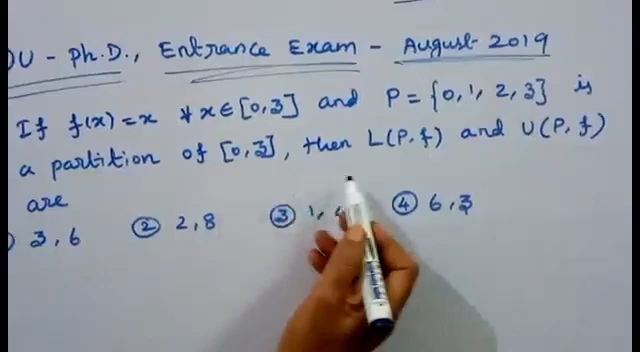 OU - Ph.D., Entrance Exam - August 2019
If f(x) = x ∀ x ∈ [0,3] and P = {0, 1, 2, 3} is
a partition of [0,3], then L(P, f) and U(P, f)
are
3, 6 ② 2, 8 ③ 1, ④ 6, 3